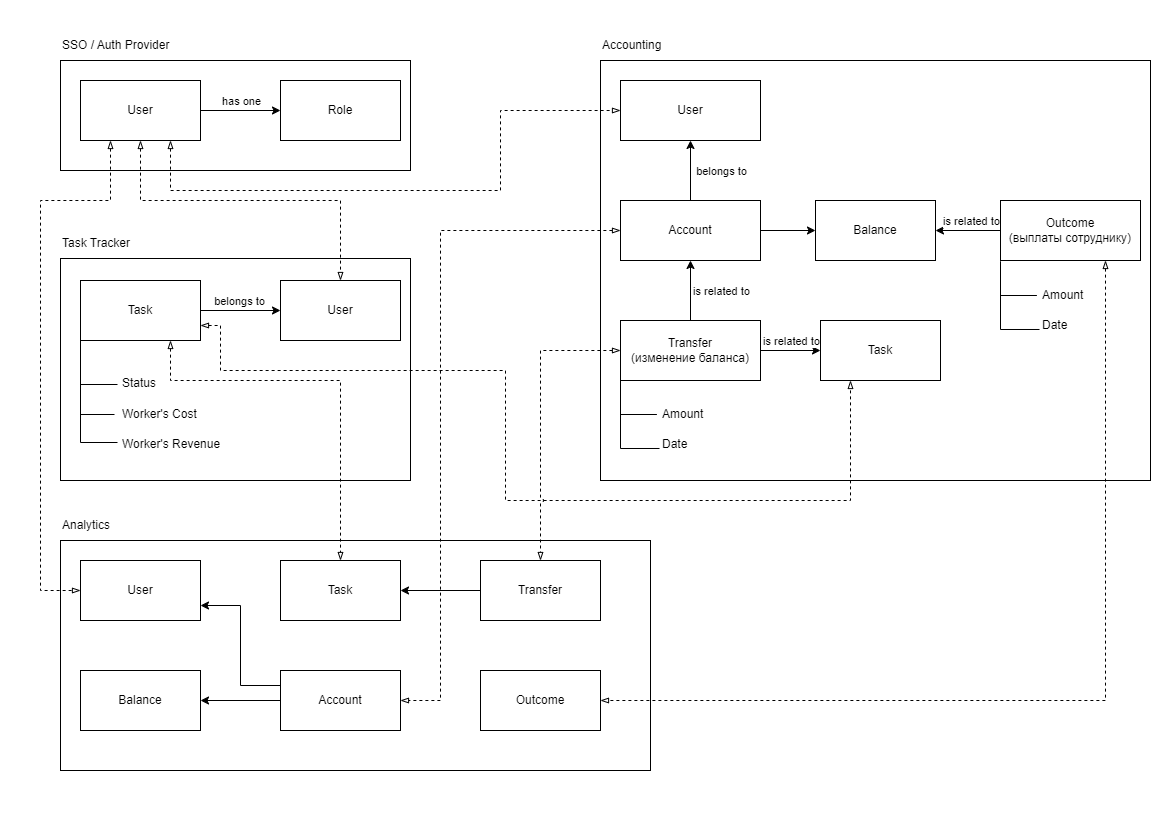 SSO / Auth Provider
User
has one
Role
Task Tracker
Task
belongs to
User
Status
Worker's Cost
Worker's Revenue
Accounting
User
belongs to
Account
Balance
is related to
Outcome
(выплаты сотруднику)
Amount
Date
is related to
Transfer
(изменение баланса)
is related to
Task
Amount
Date
Analytics
User
Task
Transfer
Balance
Account
Outcome